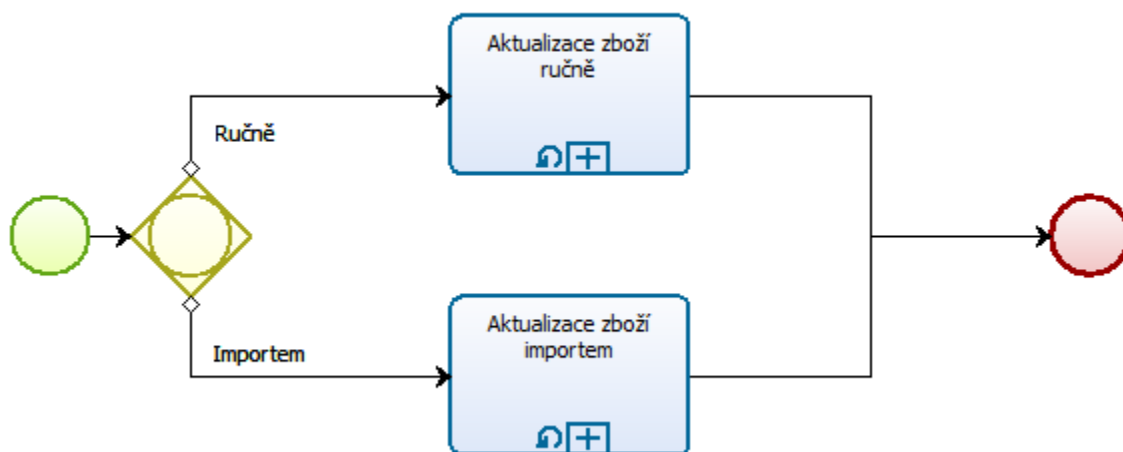 Aktualizace zboží
ručně
Ručně
Importem
Aktualizace zboží
importem